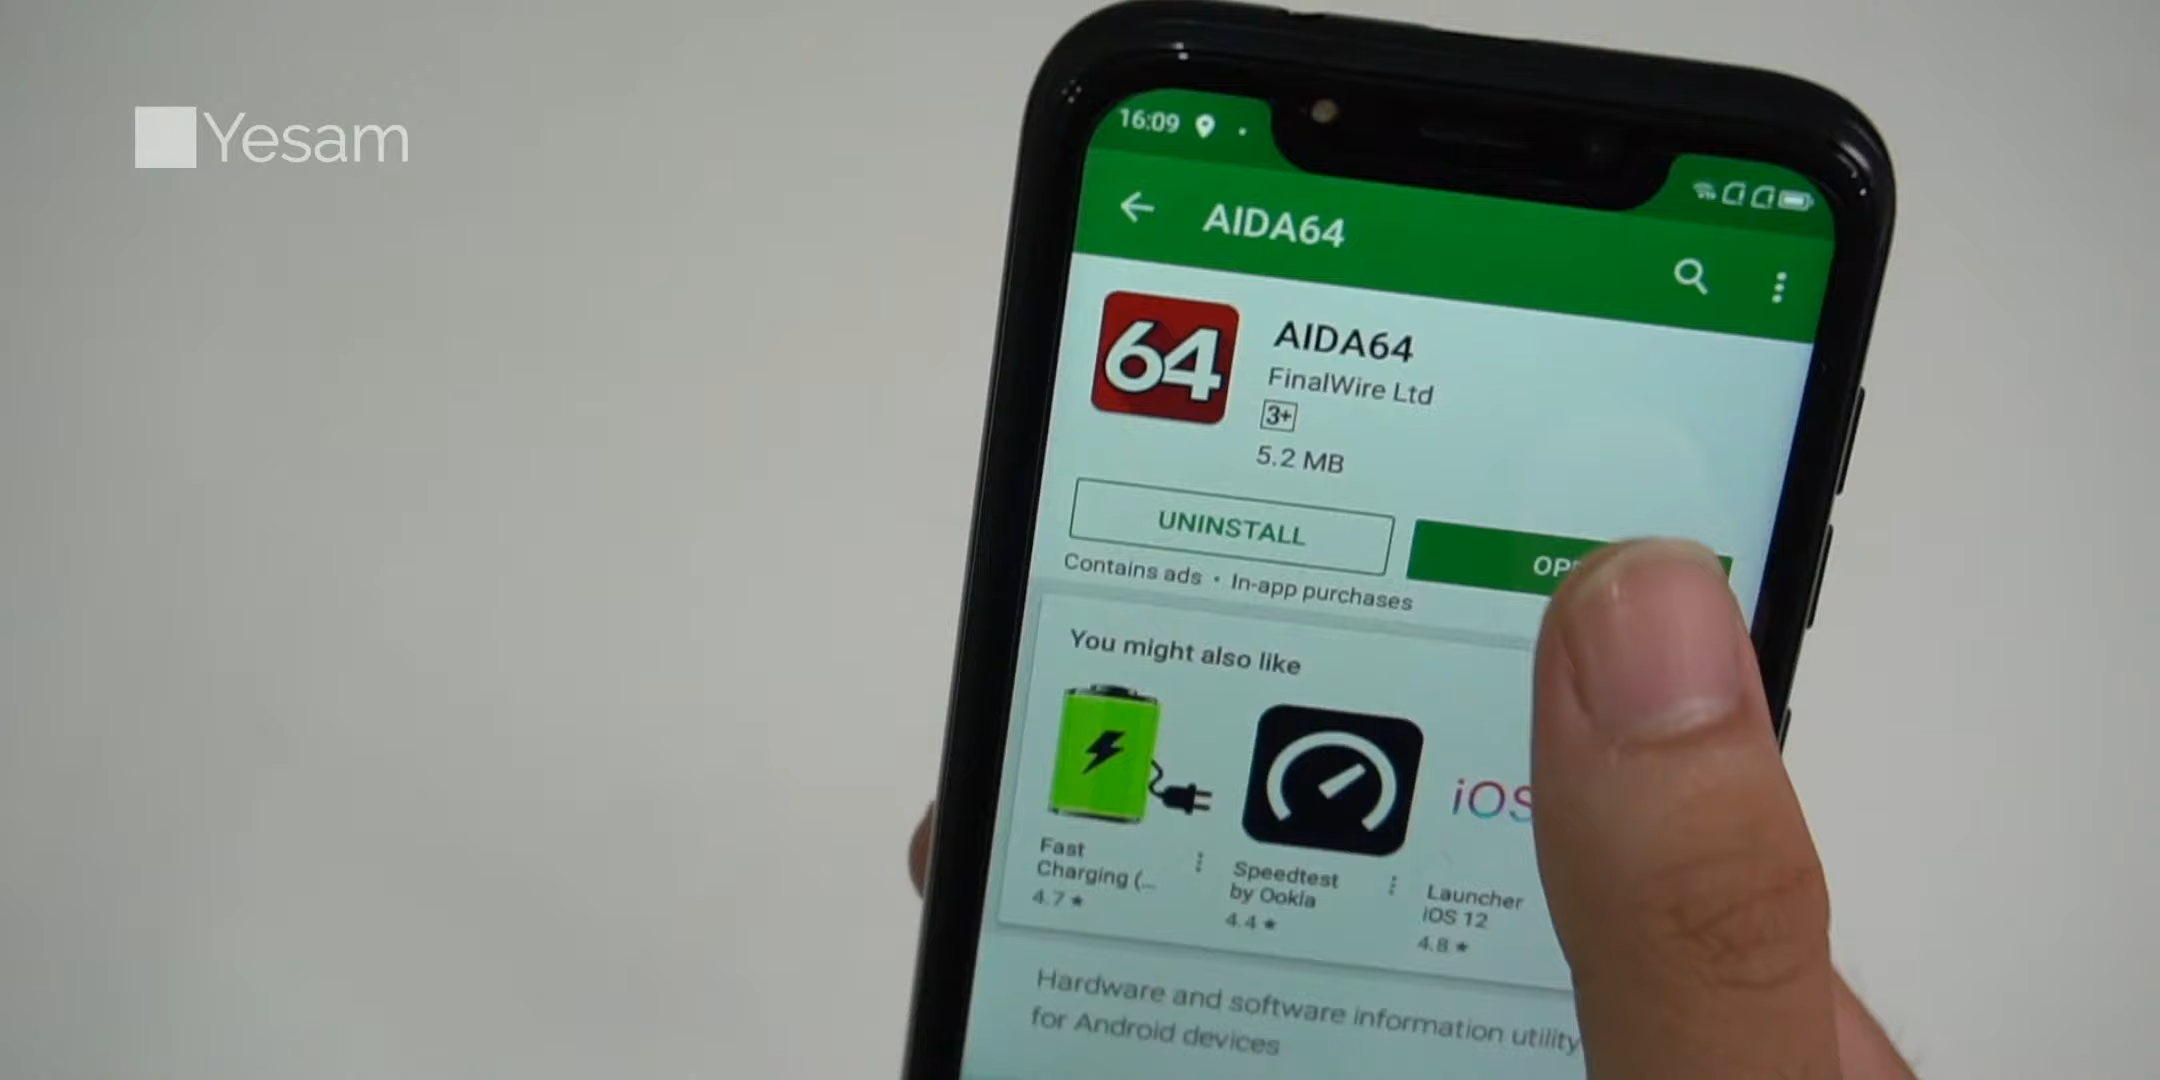 Yesam
16:09
AIDA64
64
AIDA64
FinalWire Ltd
3+
5.2 MB
UNINSTALL
OP
Contains ads • In-app purchases
You might also like
iOS
Fast
Charging (...
4.7 ★
Speedtest
by Ookla
4.4 ★
Launcher
iOS 12
4.8 ★
Hardware and software information utility
for Android devices